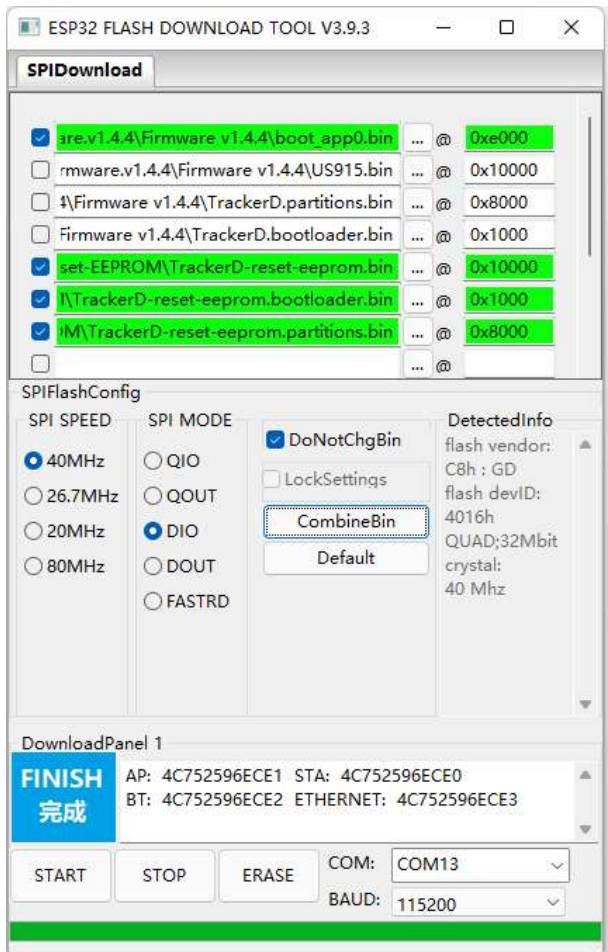 ESP32 FLASH DOWNLOAD TOOL V3.9.3
SPIDownload
are.v1.4.4\Firmware v1.4.4\boot_app0.bin ... @ 0xe000
rmware.v1.4.4\Firmware v1.4.4\US915.bin ... @ 0x10000
4\Firmware v1.4.4\TrackerD.partitions.bin ... @ 0x8000
Firmware v1.4.4\TrackerD.bootloader.bin ... @ 0x1000
set-EEPROM\TrackerD-reset-eeprom.bin ... @ 0x10000
\TrackerD-reset-eeprom.bootloader.bin ... @ 0x1000
M\TrackerD-reset-eeprom.partitions.bin ... @ 0x8000
... @
SPIFlashConfig
SPI SPEED
40MHz
26.7MHz
20MHz
80MHz
SPI MODE
QIO
QOUT
DIO
DOUT
FASTRD
DoNotChgBin
LockSettings
CombineBin
Default
DetectedInfo
flash vendor:
C8h : GD
flash devID:
4016h
QUAD;32Mbit
crystal:
40 Mhz
DownloadPanel 1
FINISH
完成
AP: 4C752596ECE1 STA: 4C752596ECE0
BT: 4C752596ECE2 ETHERNET: 4C752596ECE3
START
STOP
ERASE
COM: COM13
BAUD: 115200